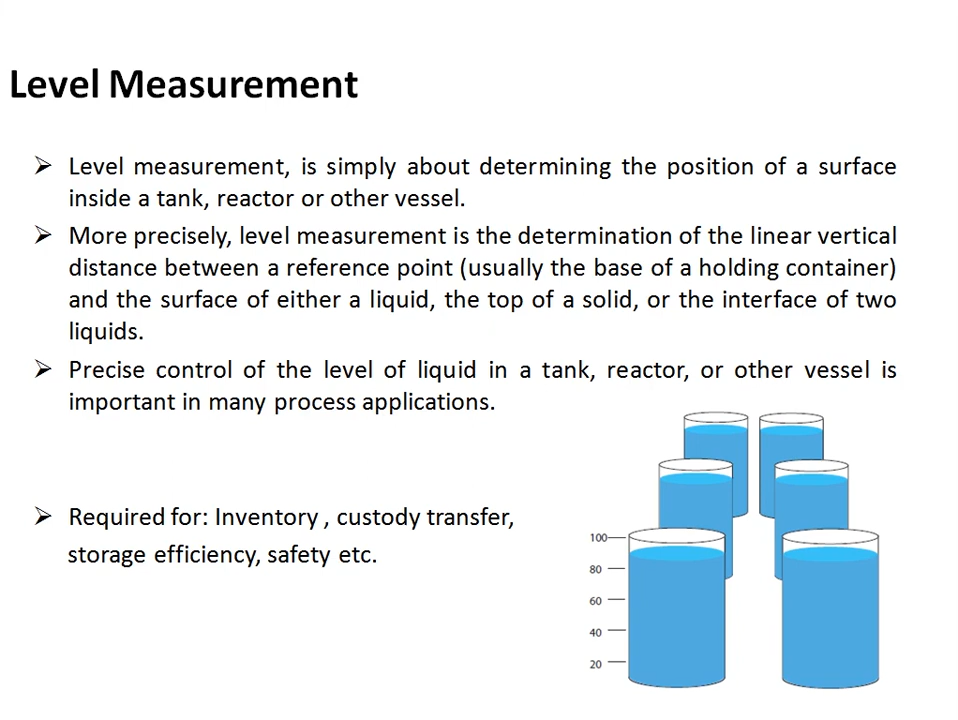 Level Measurement
➢ Level measurement, is simply about determining the position of a surface
inside a tank, reactor or other vessel.
➢ More precisely, level measurement is the determination of the linear vertical
distance between a reference point (usually the base of a holding container)
and the surface of either a liquid, the top of a solid, or the interface of two
liquids.
➢ Precise control of the level of liquid in a tank, reactor, or other vessel is
important in many process applications.
➢ Required for: Inventory , custody transfer,
storage efficiency, safety etc.
100
80
60
40
20